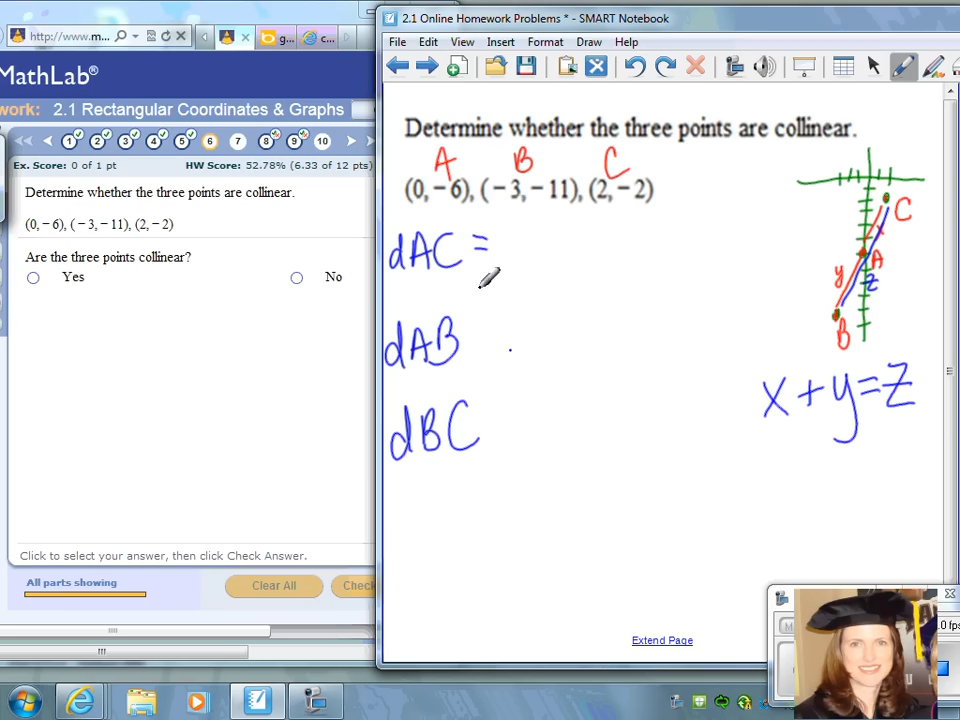 http://www.m...
g...
c...
MathLab®
work: 2.1 Rectangular Coordinates & Graphs
1 2 3 4 5 6 7 8 9 10
Ex. Score: 0 of 1 pt
HW Score: 52.78% (6.33 of 12 pts)
Determine whether the three points are collinear.
(0, − 6), ( − 3, − 11), (2, − 2)
Are the three points collinear?
Yes
No
Click to select your answer, then click Check Answer.
All parts showing
Clear All
Check
2.1 Online Homework Problems * - SMART Notebook
File Edit View Insert Format Draw Help
Determine whether the three points are collinear.
A B C
(0, − 6), ( − 3, − 11), (2, − 2)
dAC =
dAB
dBC
C
x
A
y
z
B
x + y = z
Extend Page
.0 fps